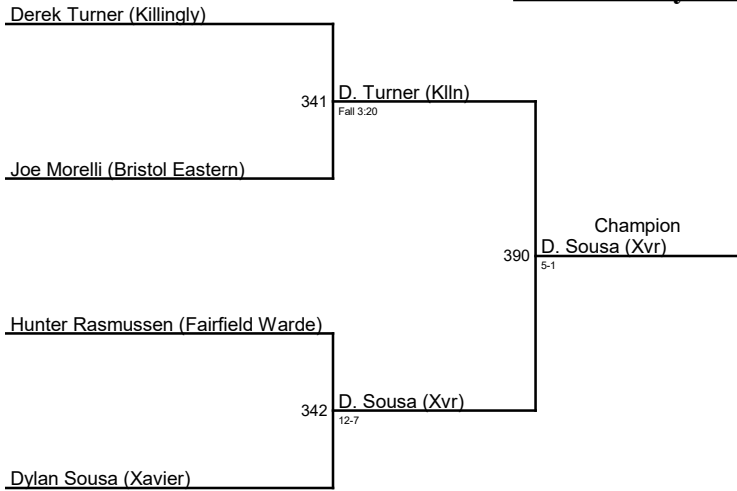 Derek Turner (Killingly)
341 D. Turner (Klln)
Fall 3:20
Joe Morelli (Bristol Eastern)
Champion
390 D. Sousa (Xvr)
5-1
Hunter Rasmussen (Fairfield Warde)
342 D. Sousa (Xvr)
12-7
Dylan Sousa (Xavier)